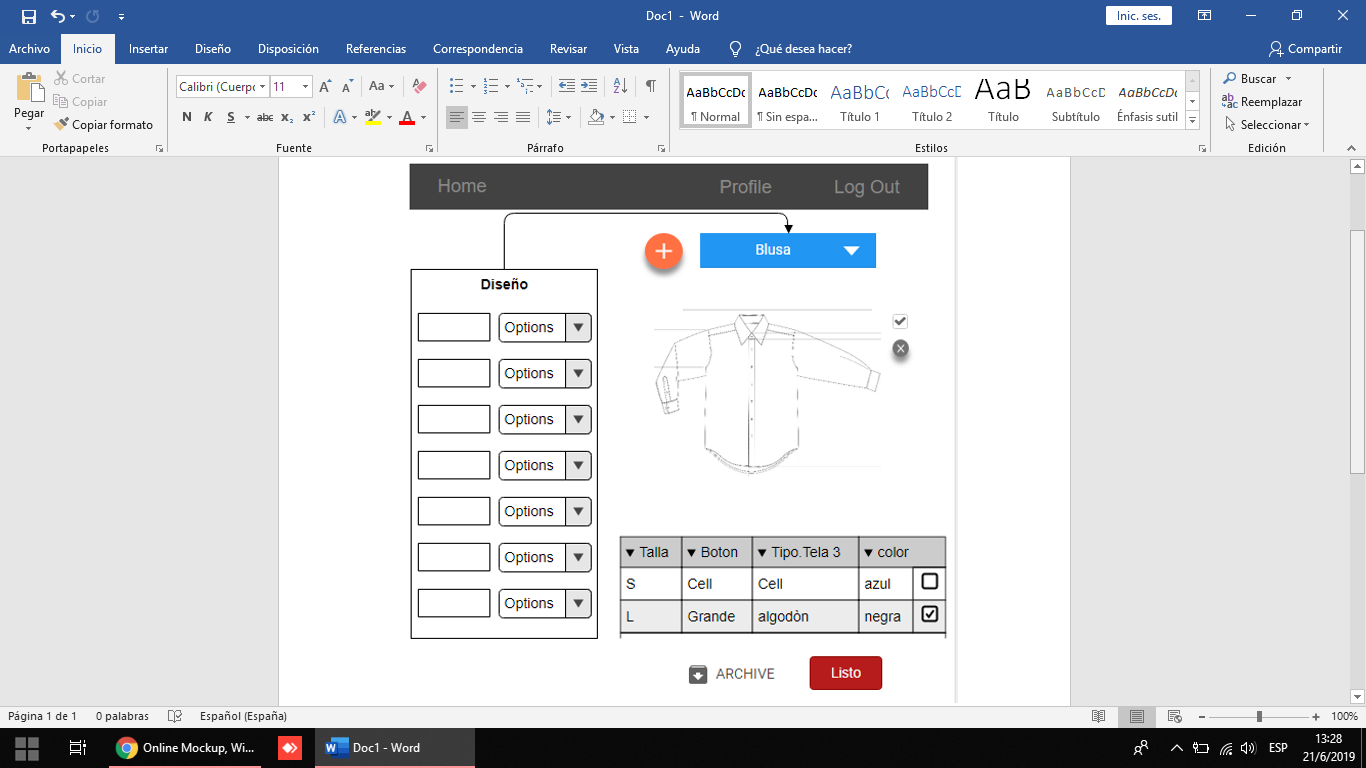 Doc1 - Word
Inic. ses.
Archivo Inicio Insertar Diseño Disposición Referencias Correspondencia Revisar Vista Ayuda ¿Qué desea hacer? Compartir
Pegar
Cortar
Copiar
Copiar formato
Portapapeles
Calibri (Cuerpo 11
Aa
N K S abc x₂ x²
Fuente
Párrafo
AaBbCcDc AaBbCcDc AaBbCc AaBbCcD AaB AaBbCcD AaBbCcDc
¶ Normal ¶ Sin espa... Título 1 Título 2 Título Subtítulo Énfasis sutil
Estilos
Buscar
Reemplazar
Seleccionar
Edición
Home Profile Log Out
Blusa
Diseño
Options
Options
Options
Options
Options
Options
Options
Talla Boton Tipo.Tela 3 color
S Cell Cell azul
L Grande algodòn negra
ARCHIVE Listo
Página 1 de 1 0 palabras Español (España) 100%
Online Mockup, Wi... Doc1 - Word ESP
13:28
21/6/2019